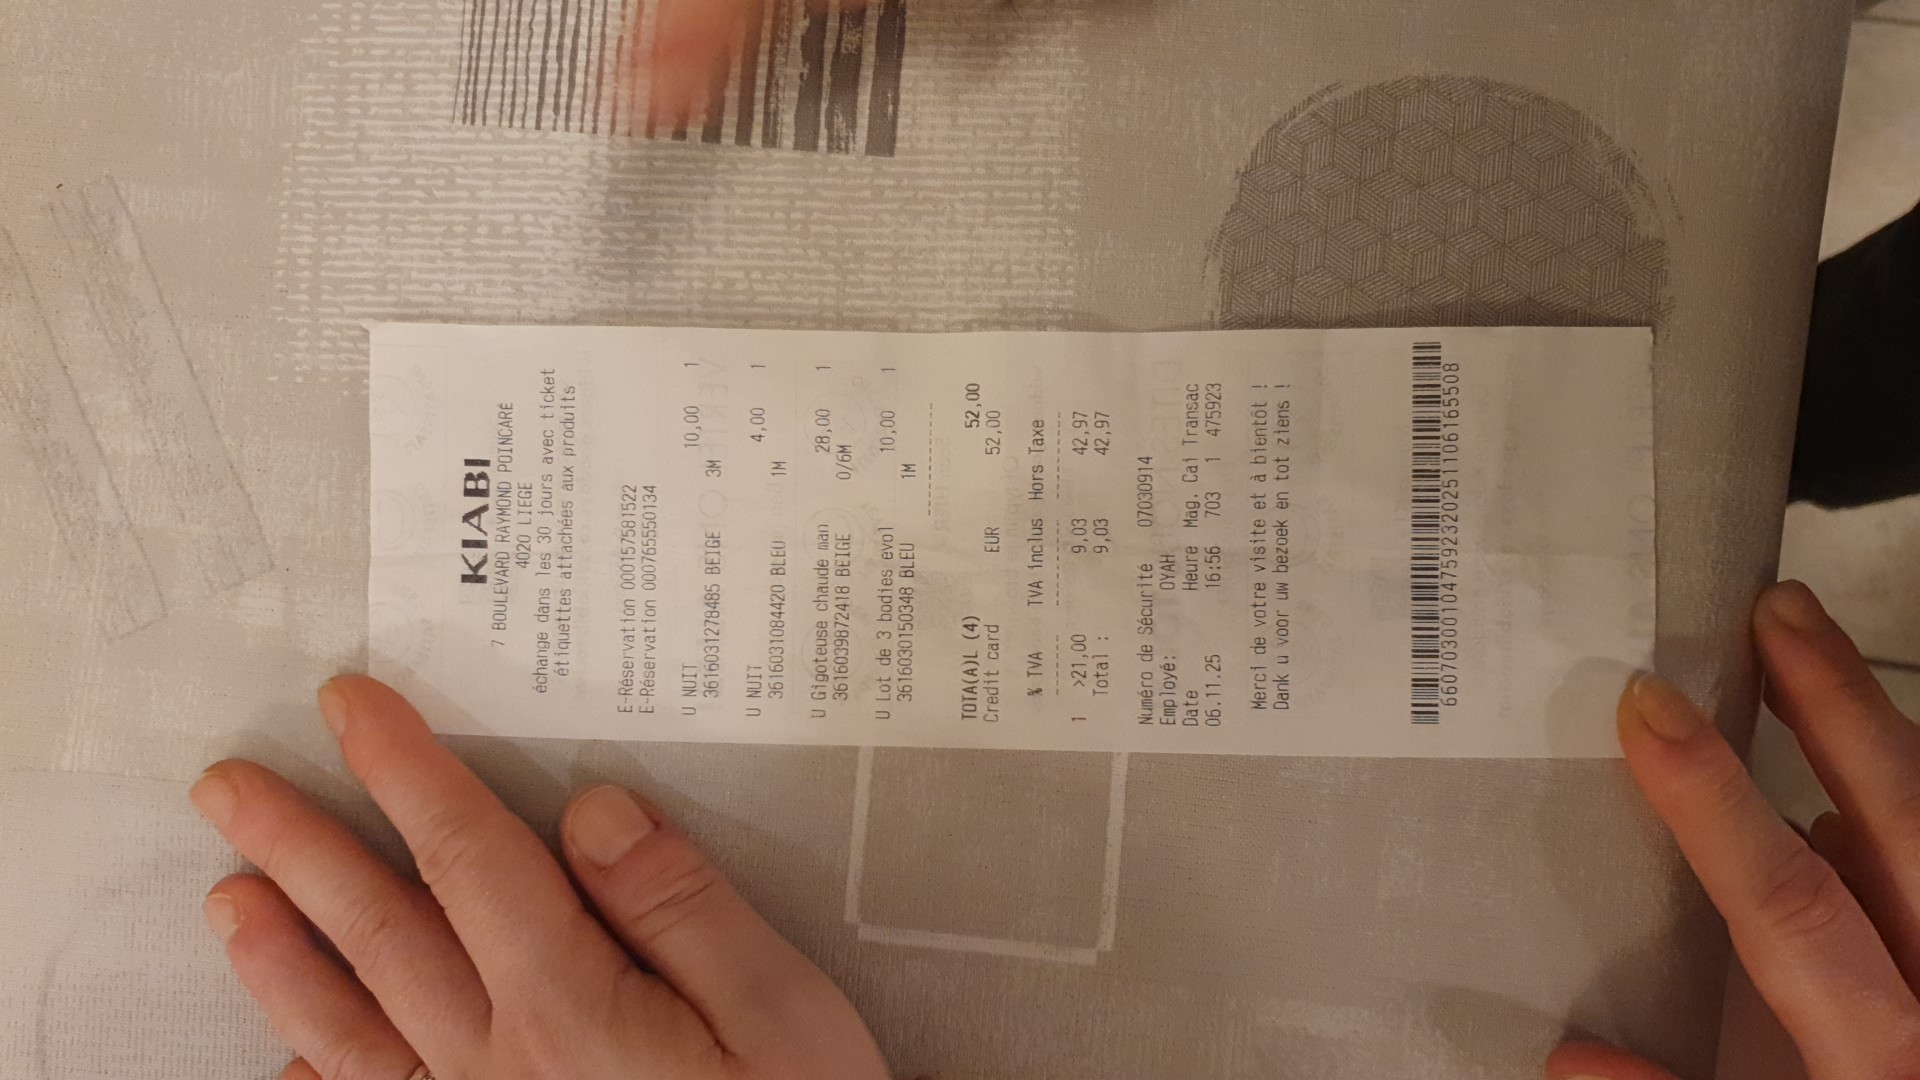 KIABI
7 BOULEVARD RAYMOND POINCARÉ
4020 LIEGE
échange dans les 30 jours avec ticket
étiquettes attachées aux produits
E-Réservation 000157581522
E-Réservation 000765550134
U NUIT 10,00 1
3616031278485 BEIGE 3M
U NUIT 4,00 1
3616031084420 BLEU 1M
U Gigoteuse chaude man 28,00 1
3616039872418 BEIGE 0/6M
U Lot de 3 bodies evol 10,00 1
3616030150348 BLEU 1M
TOTA(A)L (4) 52,00
Credit card EUR 52,00
% TVA TVA inclus Hors Taxe
1 >21,00 9,03 42,97
Total : 9,03 42,97
Numéro de Sécurité 07030914
Employé: OYAH
Date Heure Mag. Cai Transac
06.11.25 16:56 703 1 475923
Merci de votre visite et à bientôt !
Dank u voor uw bezoek en tot ziens !
6607030010475923202511061 65508